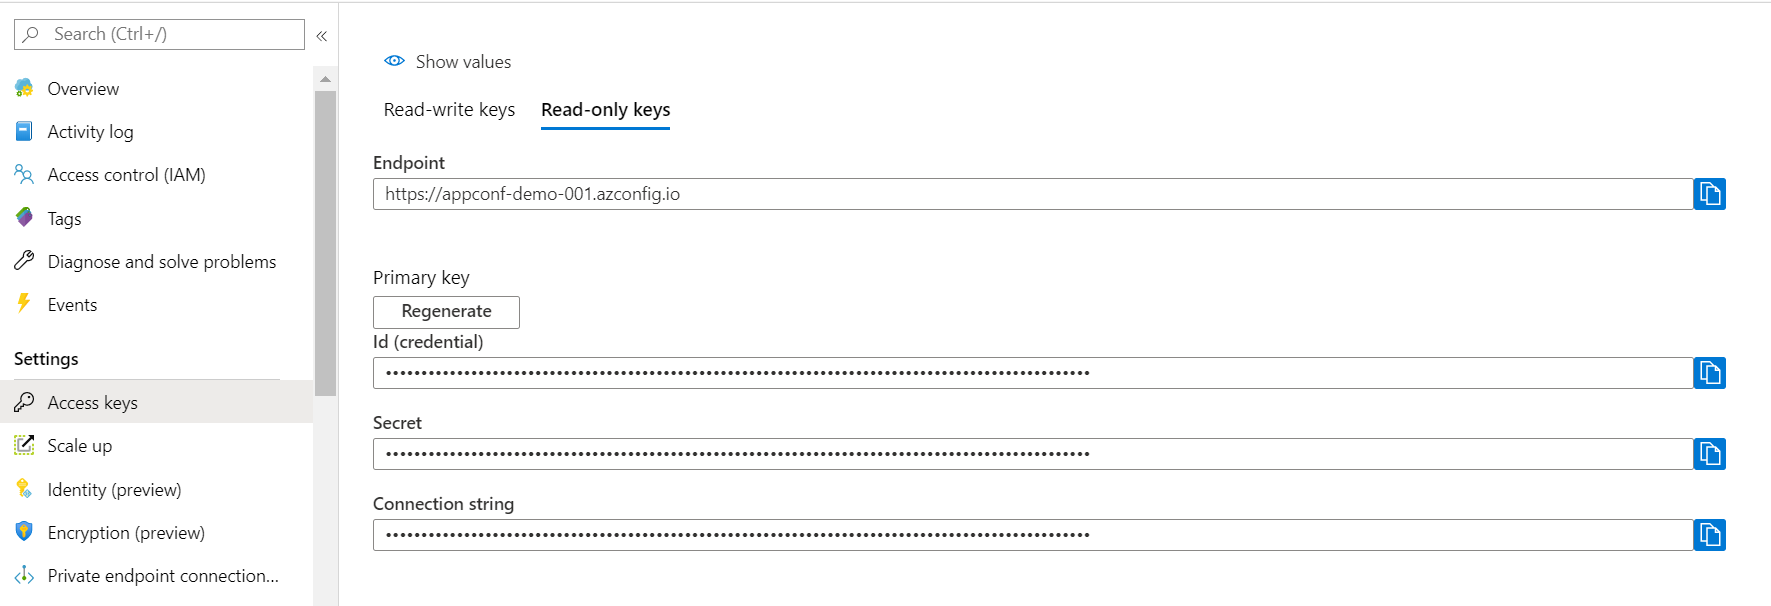 Search (Ctrl+/)
«
Overview
Activity log
Access control (IAM)
Tags
Diagnose and solve problems
Events
Settings
Access keys
Scale up
Identity (preview)
Encryption (preview)
Private endpoint connection...
Show values
Read-write keys
Read-only keys
Endpoint
https://appconf-demo-001.azconfig.io
Primary key
Regenerate
Id (credential)
Secret
Connection string